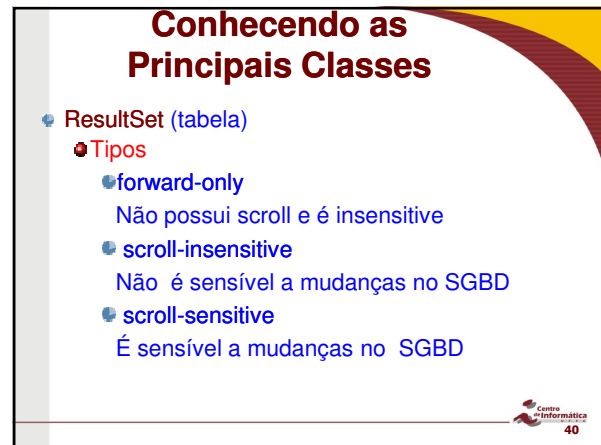 Conhecendo as
Principais Classes
ResultSet (tabela)
Tipos
forward-only
Não possui scroll e é insensitive
scroll-insensitive
Não é sensível a mudanças no SGBD
scroll-sensitive
É sensível a mudanças no SGBD
Centro
de Informática
UFPE
40